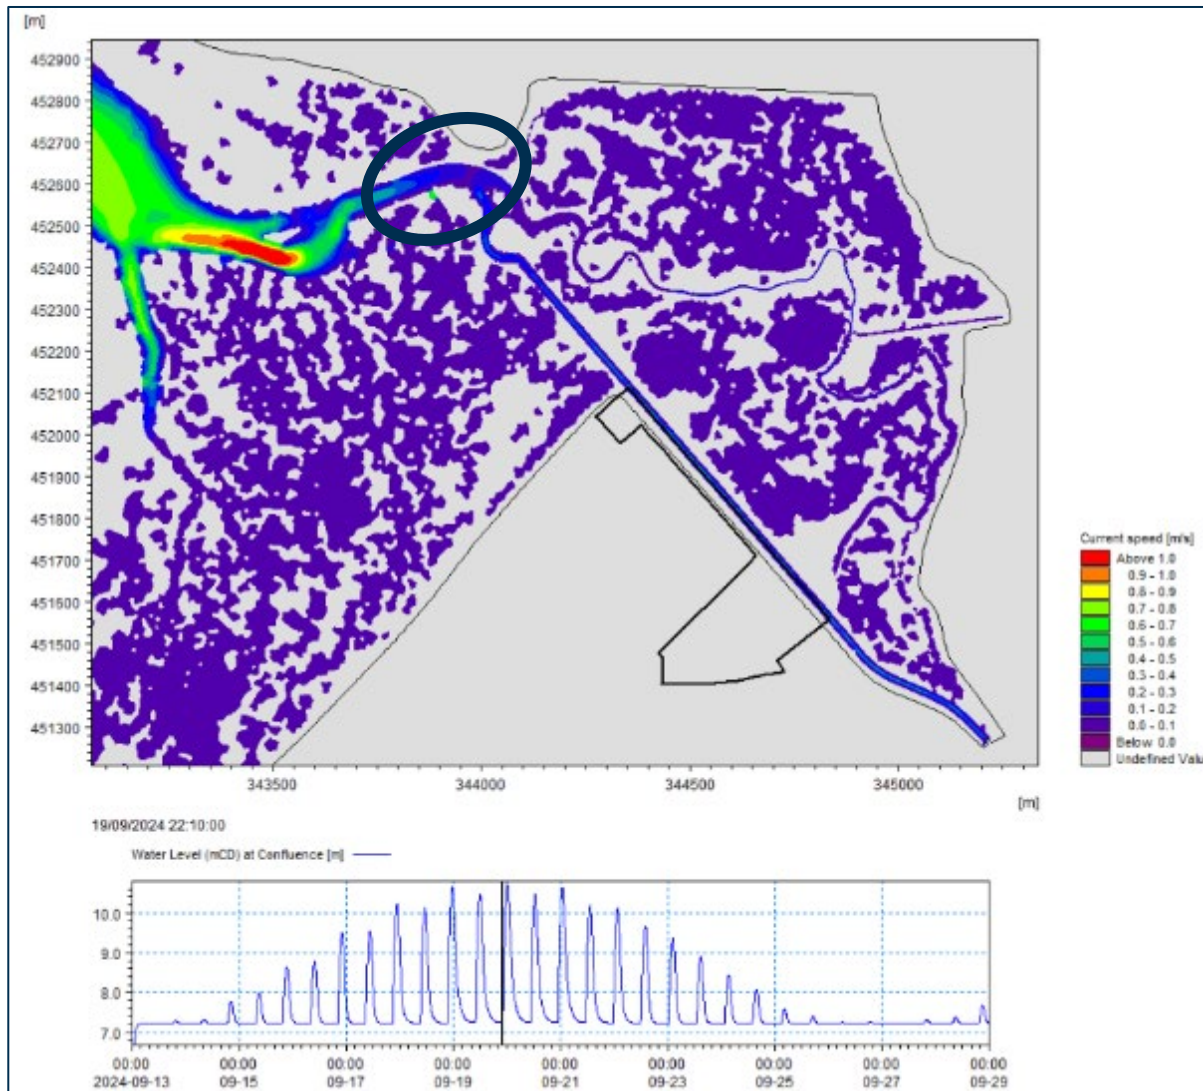 [m]
452900
452800
452700
452600
452500
452400
452300
452200
452100
452000
451900
451800
451700
451600
451500
451400
451300
343500 344000 344500 345000
[m]
Current speed [m/s]
Above 1.0
0.9 - 1.0
0.8 - 0.9
0.7 - 0.8
0.6 - 0.7
0.5 - 0.6
0.4 - 0.5
0.3 - 0.4
0.2 - 0.3
0.1 - 0.2
0.0 - 0.1
Below 0.0
Undefined Valu
19/09/2024 22:10:00
Water Level (mCD) at Confluence [m]
10.0
9.0
8.0
7.0
00:00 00:00 00:00 00:00 00:00 00:00 00:00 00:00 00:00
2024-09-13 09-15 09-17 09-19 09-21 09-23 09-25 09-27 09-29